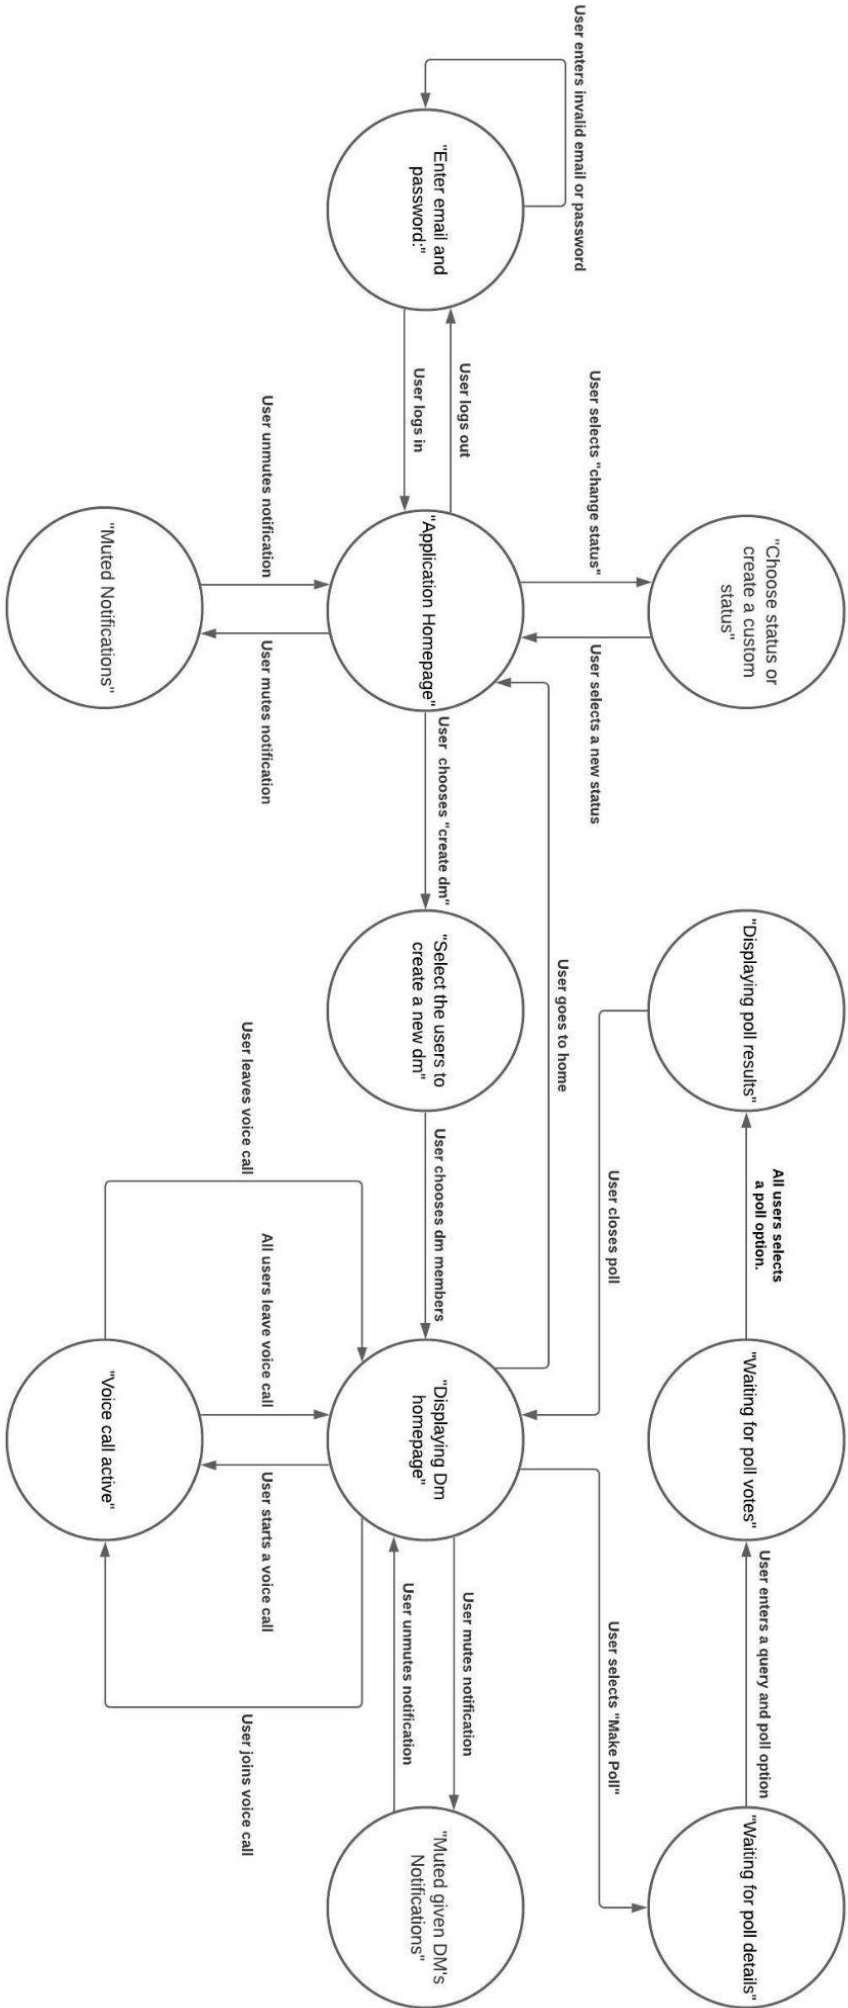 User enters invalid email or password
"Enter email and
password:"
User logs out
User logs in
User selects "change status"
"Choose status or
create a custom
status"
User selects a new status
"Application Homepage"
User unmutes notification
"Muted Notifications"
User mutes notification
User  chooses "create dm"
User goes to home
"Select the users to
create a new dm"
User chooses dm members
"Displaying poll results"
All users selects
a poll option.
User closes poll
"Waiting for poll votes"
User enters a query and poll option
"Waiting for poll details"
User selects "Make Poll"
"Displaying Dm
homepage"
User leaves voice call
All users leave voice call
"Voice call active"
User starts a voice call
User joins voice call
User mutes notification
User unmutes notification
"Muted given DM's
Notifications"